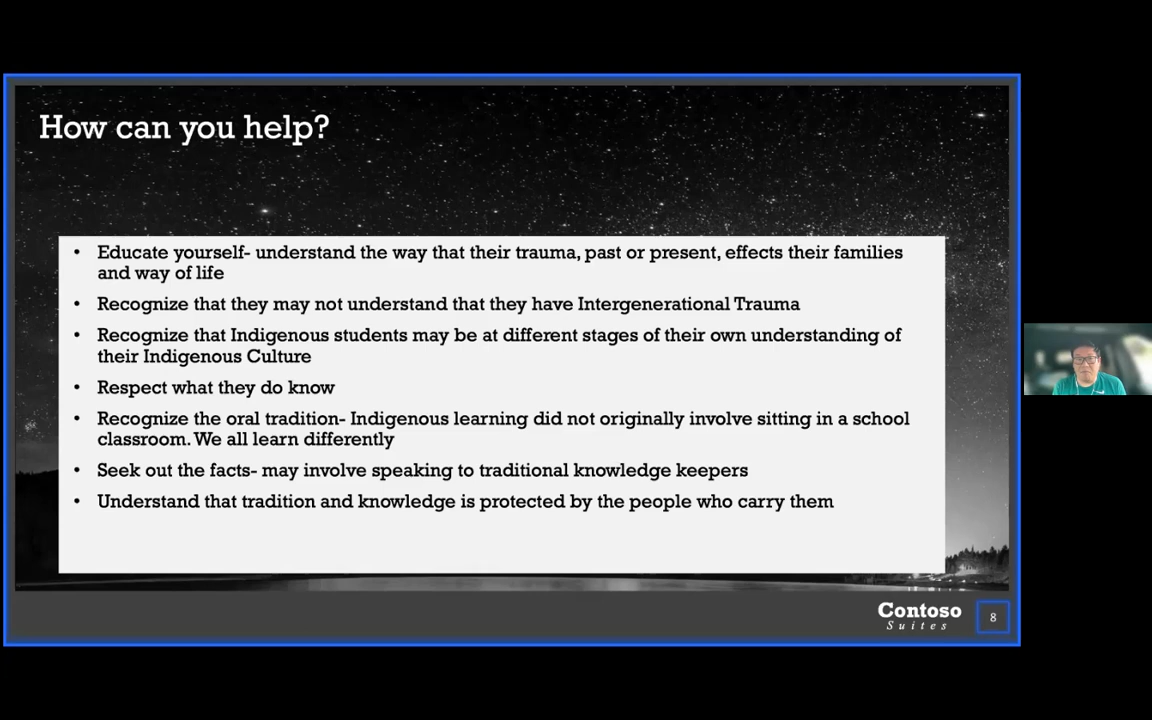 How can you help?
• Educate yourself- understand the way that their trauma, past or present, effects their families
and way of life
• Recognize that they may not understand that they have Intergenerational Trauma
• Recognize that Indigenous students may be at different stages of their own understanding of
their Indigenous Culture
• Respect what they do know
• Recognize the oral tradition- Indigenous learning did not originally involve sitting in a school
classroom. We all learn differently
• Seek out the facts- may involve speaking to traditional knowledge keepers
• Understand that tradition and knowledge is protected by the people who carry them
Contoso
Suites
8